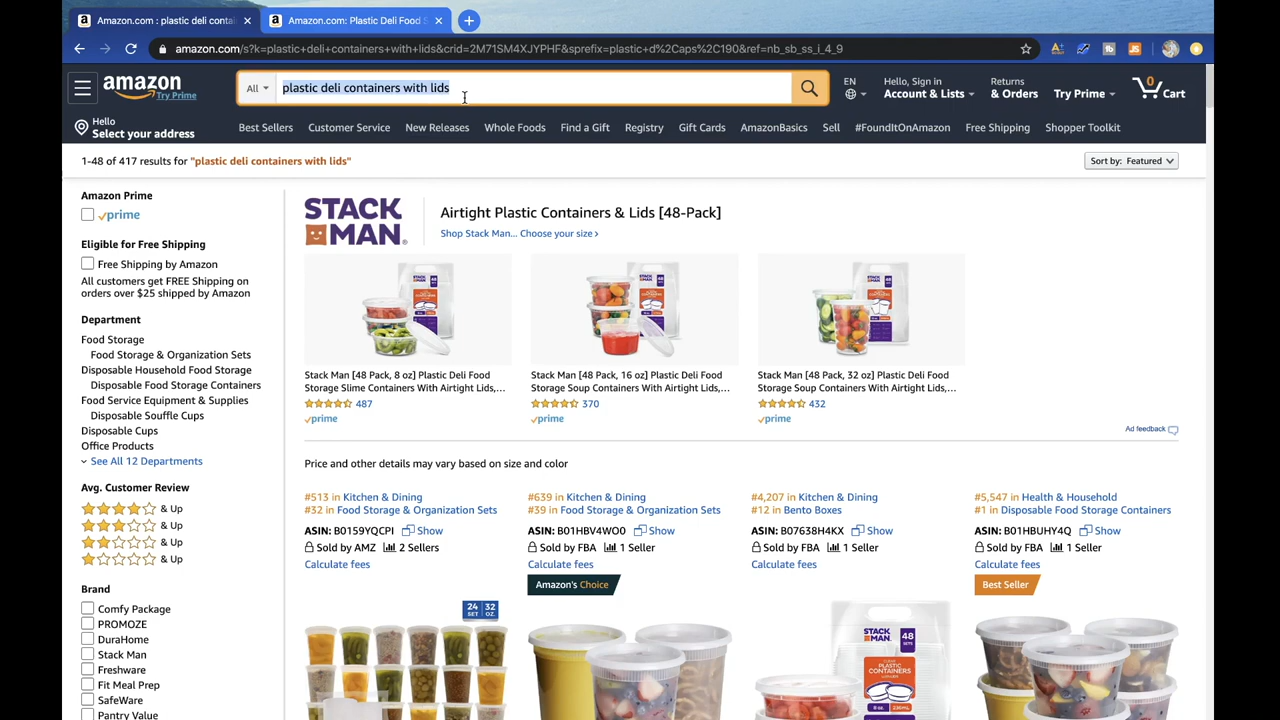 Amazon.com : plastic deli contai
Amazon.com: Plastic Deli Food S
amazon.com/s?k=plastic+deli+containers+with+lids&crid=2M71SM4XJYPHF&sprefix=plastic+d%2Caps%2C190&ref=nb_sb_ss_i_4_9
amazon
Try Prime
All
plastic deli containers with lids
EN
Hello, Sign in
Account & Lists
Returns
& Orders
Try Prime
0
Cart
Hello
Select your address
Best Sellers Customer Service New Releases Whole Foods Find a Gift Registry Gift Cards AmazonBasics Sell #FoundItOnAmazon Free Shipping Shopper Toolkit
1-48 of 417 results for "plastic deli containers with lids"
Sort by: Featured
Amazon Prime
prime
Eligible for Free Shipping
Free Shipping by Amazon
All customers get FREE Shipping on
orders over $25 shipped by Amazon
Department
Food Storage
Food Storage & Organization Sets
Disposable Household Food Storage
Disposable Food Storage Containers
Food Service Equipment & Supplies
Disposable Souffle Cups
Disposable Cups
Office Products
See All 12 Departments
Avg. Customer Review
& Up
& Up
& Up
& Up
Brand
Comfy Package
PROMOZE
DuraHome
Stack Man
Freshware
Fit Meal Prep
SafeWare
Pantry Value
STACK
MAN
Airtight Plastic Containers & Lids [48-Pack]
Shop Stack Man... Choose your size ›
Stack Man [48 Pack, 8 oz] Plastic Deli Food
Storage Slime Containers With Airtight Lids,...
487
prime
Stack Man [48 Pack, 16 oz] Plastic Deli Food
Storage Soup Containers With Airtight Lids,...
370
prime
Stack Man [48 Pack, 32 oz] Plastic Deli Food
Storage Soup Containers With Airtight Lids,...
432
prime
Ad feedback
Price and other details may vary based on size and color
#513 in Kitchen & Dining
#32 in Food Storage & Organization Sets
ASIN: B0159YQCPI Show
Sold by AMZ 2 Sellers
Calculate fees
24 SET 32 OZ.
#639 in Kitchen & Dining
#39 in Food Storage & Organization Sets
ASIN: B01HBV4WO0 Show
Sold by FBA 1 Seller
Calculate fees
Amazon's Choice
#4,207 in Kitchen & Dining
#12 in Bento Boxes
ASIN: B07638H4KX Show
Sold by FBA 1 Seller
Calculate fees
STACK
MAN
48
SETS
PLASTIC
CONTAINERS
#5,547 in Health & Household
#1 in Disposable Food Storage Containers
ASIN: B01HBUHY4Q Show
Sold by FBA 1 Seller
Calculate fees
Best Seller